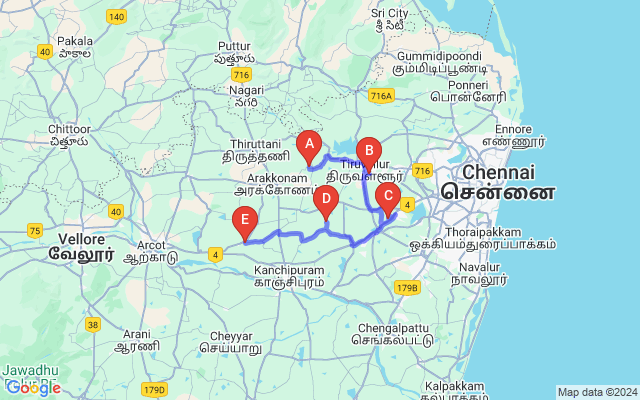 140
Sri City
శ్రీ సిటీ
Pakala
పాకాల
40
Puttur
పుత్తూరు
Gummidipoondi
கும்மிடிப்பூண்டி
716
Nagari
నగరి
716A
Ponneri
பொன்னேரி
Chittoor
చిత్తూరు
Ennore
எண்ணூர்
Thiruttani
திருத்தணி
A
B
Tiruvallur
திருவள்ளூர்
716
Chennai
சென்னை
40
Arakkonam
அரக்கோணம்
D
C
4
E
75
Vellore
வேலூர்
Arcot
ஆற்காடு
4
Thoraipakkam
ஒக்கியம்துரைப்பாக்கம்
Kanchipuram
காஞ்சிபுரம்
Navalur
நாவலூர்
179B
38
Arani
ஆரணி
Cheyyar
செய்யாறு
Chengalpattu
செங்கல்பட்டு
Jawadhu
179D
Kalpakkam
கல்பாக்கம்
Google
Map data ©2024